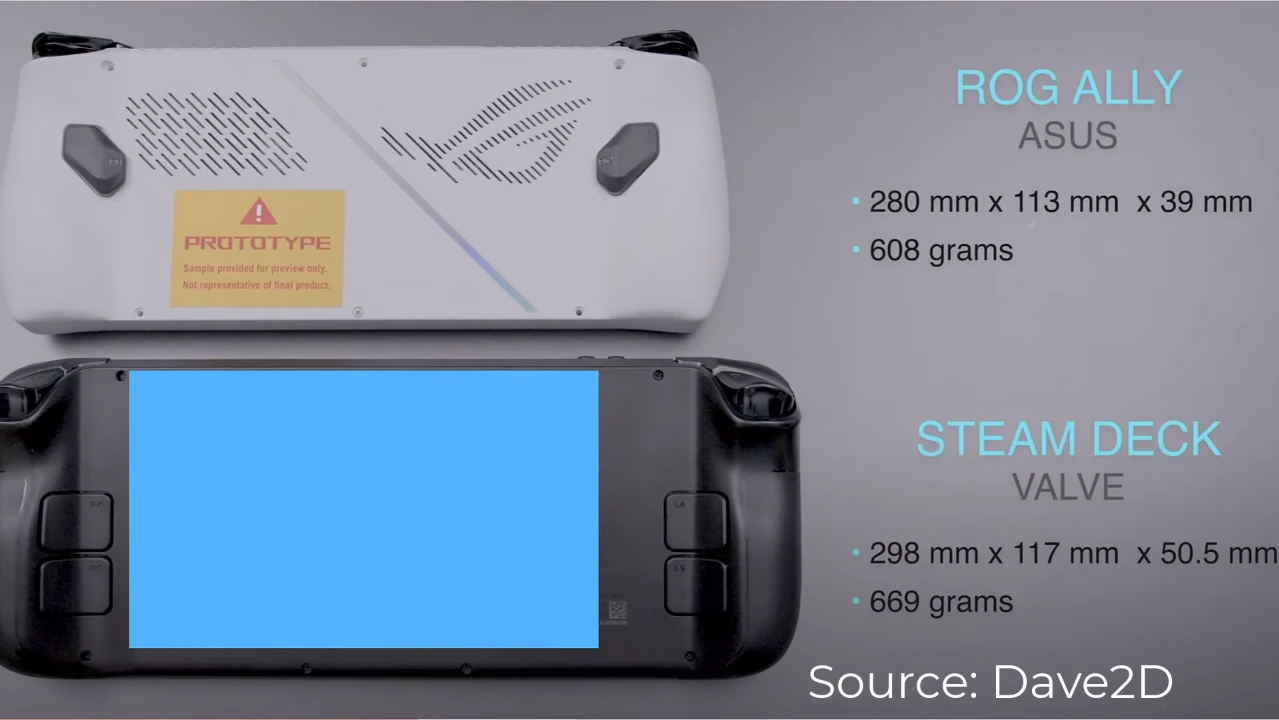 PROTOTYPE
Sample provided for preview only.
Not representative of final product.
ROG ALLY
ASUS
• 280 mm x 113 mm x 39 mm
• 608 grams
STEAM DECK
VALVE
• 298 mm x 117 mm x 50.5 mm
• 669 grams
Source: Dave2D